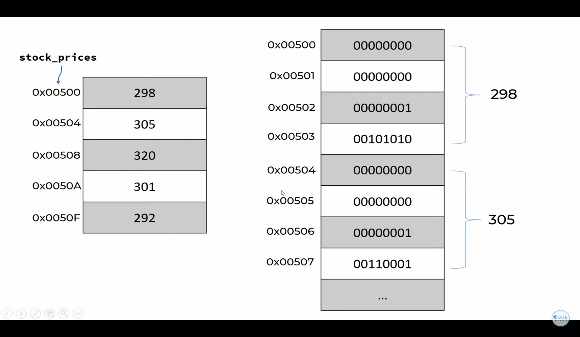 stock_prices
0x00500 298
0x00504 305
0x00508 320
0x0050A 301
0x0050F 292
0x00500 00000000
0x00501 00000000
0x00502 00000001
0x00503 00101010
298
0x00504 00000000
0x00505 00000000
0x00506 00000001
0x00507 00110001
305
...